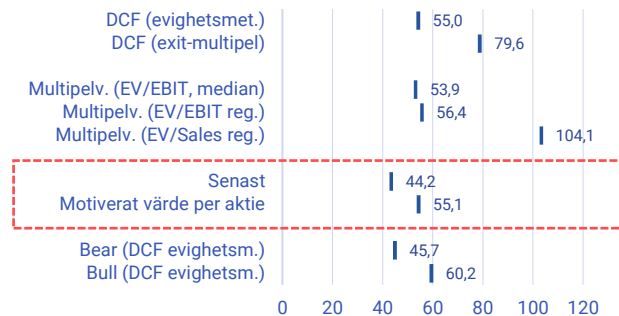 DCF (evighetsmet.) 55,0
DCF (exit-multipel) 79,6
Multipelv. (EV/EBIT, median) 53,9
Multipelv. (EV/EBIT reg.) 56,4
Multipelv. (EV/Sales reg.) 104,1
Senast 44,2
Motiverat värde per aktie 55,1
Bear (DCF evighetsm.) 45,7
Bull (DCF evighetsm.) 60,2
0 20 40 60 80 100 120